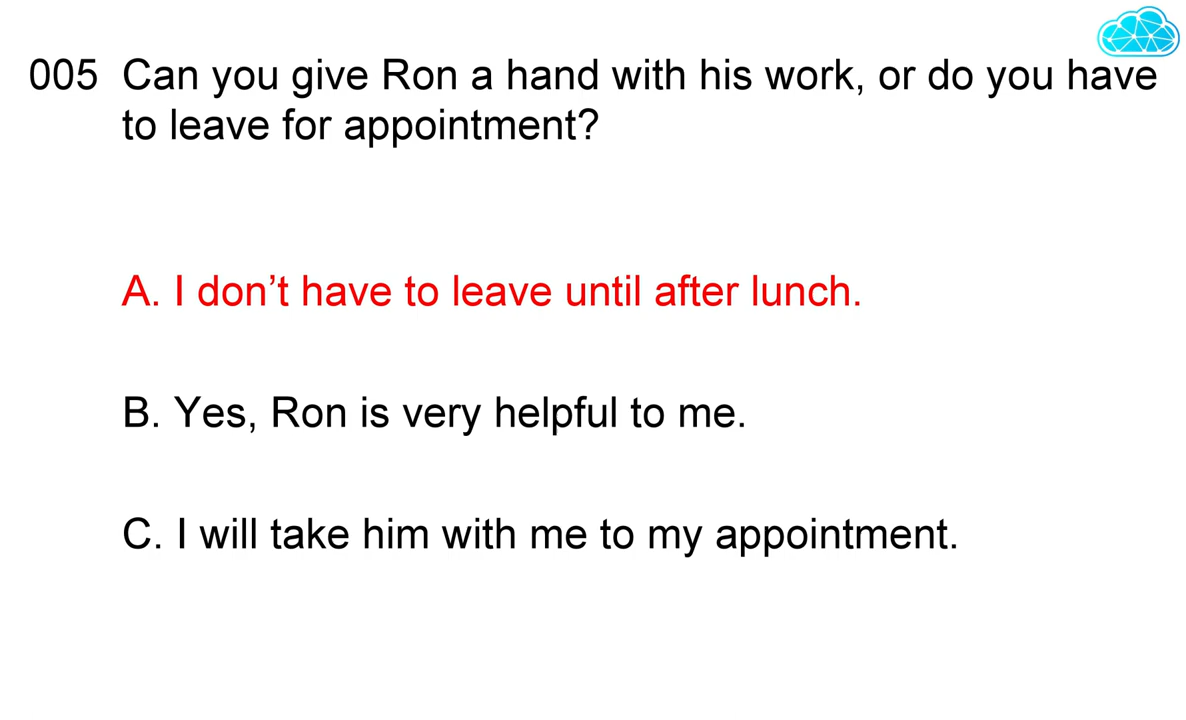 005 Can you give Ron a hand with his work, or do you have
to leave for appointment?
A. I don’t have to leave until after lunch.
B. Yes, Ron is very helpful to me.
C. I will take him with me to my appointment.